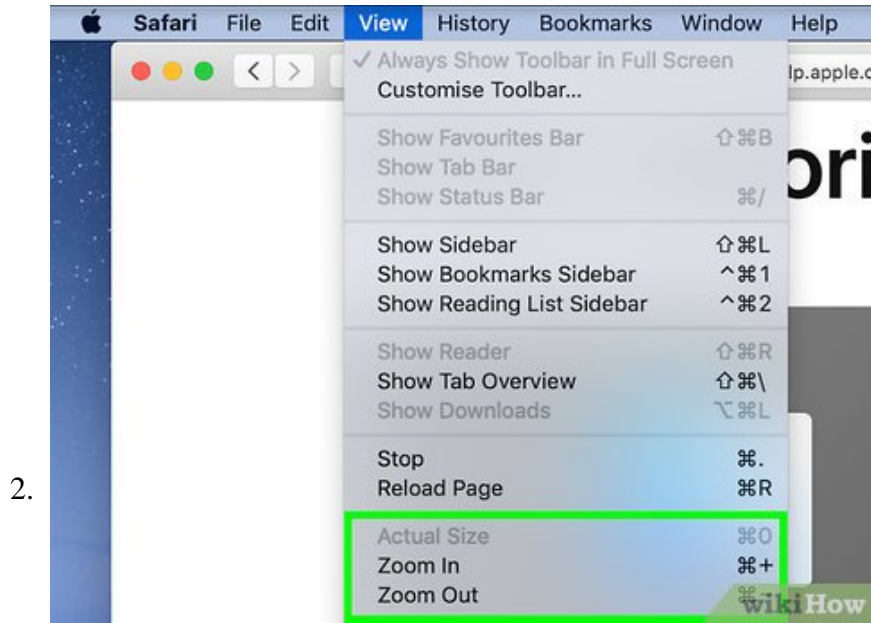 Safari File Edit View History Bookmarks Window Help
✓ Always Show Toolbar in Full Screen
lp.apple.c
Customise Toolbar...
Show Favourites Bar ⇧⌘B
Show Tab Bar
ori
Show Status Bar ⌘/
Show Sidebar ⇧⌘L
Show Bookmarks Sidebar ^⌘1
Show Reading List Sidebar ^⌘2
Show Reader ⇧⌘R
Show Tab Overview ⇧⌘\
Show Downloads ⌥⌘L
Stop ⌘.
2.
Reload Page ⌘R
Actual Size ⌘0
Zoom In ⌘+
Zoom Out
wikiHow